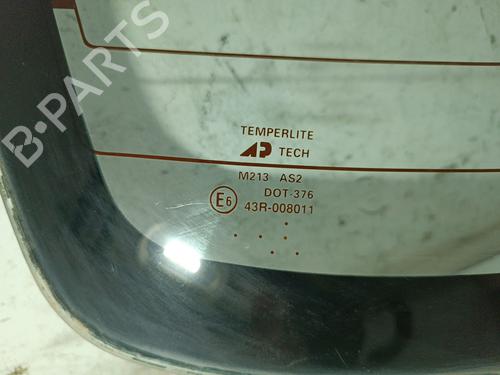 B-PARTS
TEMPERLITE
AP TECH
M213 AS2
DOT-376
E6 43R-008011